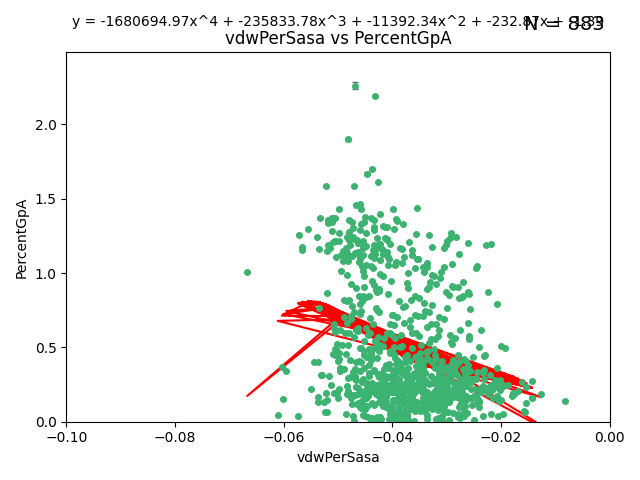 y = -1680694.97x^4 + -235833.78x^3 + -11392.34x^2 + -232.
N = 883
vdwPerSasa vs PercentGpA
PercentGpA
2.0
1.5
1.0
0.5
0.0
−0.10 −0.08 −0.06 −0.04 −0.02 0.00
vdwPerSasa